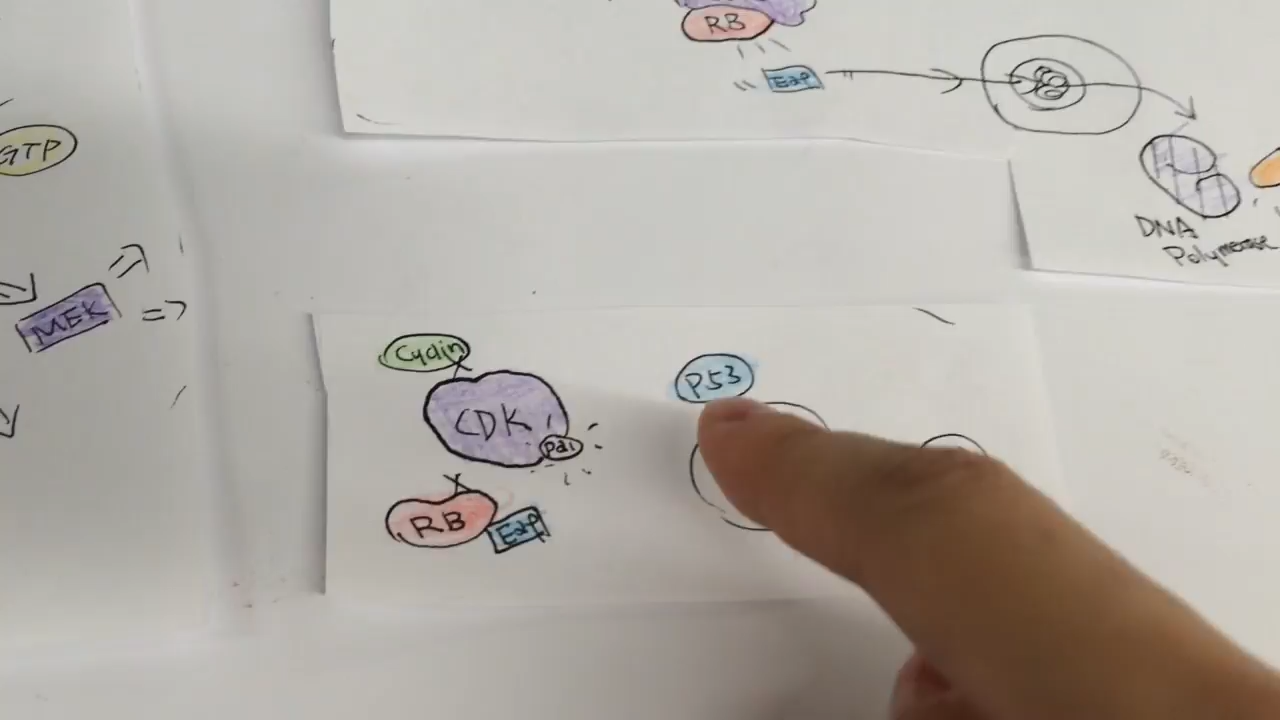 RB
E2F
GTP
DNA
Polymerase
MEK
Cyclin
P53
CDK
P21
RB
E2F